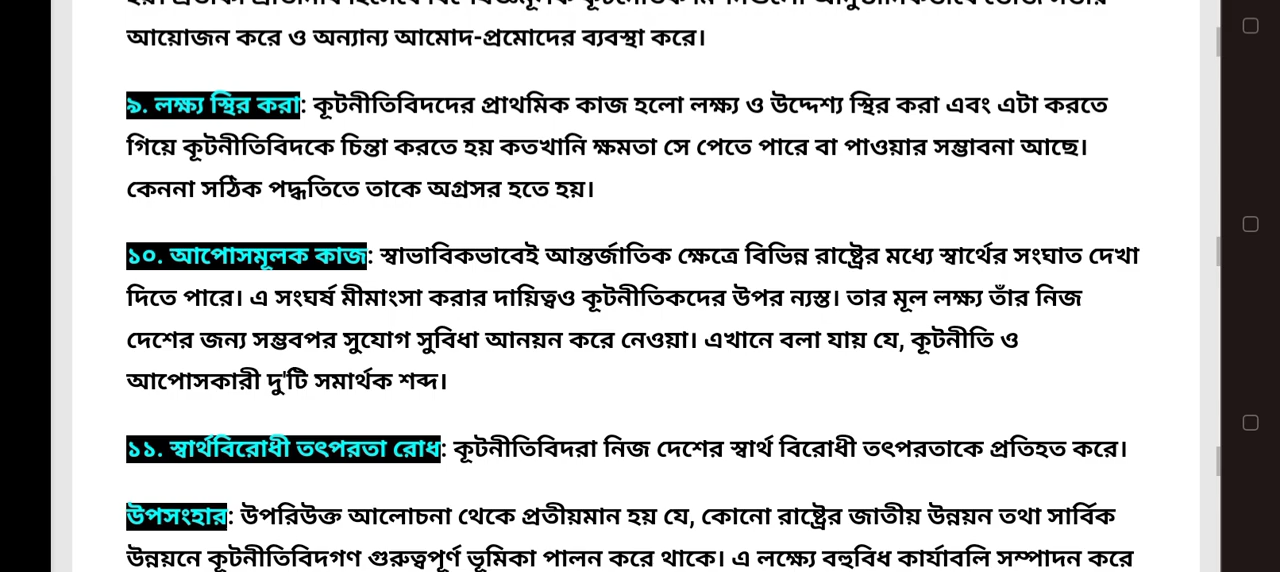 আয়োজন করে ও অন্যান্য আমোদ-প্রমোদের ব্যবস্থা করে।
৯. লক্ষ্য স্থির করা: কূটনীতিবিদদের প্রাথমিক কাজ হলো লক্ষ্য ও উদ্দেশ্য স্থির করা এবং এটা করতে
গিয়ে কূটনীতিবিদকে চিন্তা করতে হয় কতখানি ক্ষমতা সে পেতে পারে বা পাওয়ার সম্ভাবনা আছে।
কেননা সঠিক পদ্ধতিতে তাকে অগ্রসর হতে হয়।
১০. আপোসমূলক কাজ: স্বাভাবিকভাবেই আন্তর্জাতিক ক্ষেত্রে বিভিন্ন রাষ্ট্রের মধ্যে স্বার্থের সংঘাত দেখা
দিতে পারে। এ সংঘর্ষ মীমাংসা করার দায়িত্বও কূটনীতিকদের উপর ন্যস্ত। তার মূল লক্ষ্য তাঁর নিজ
দেশের জন্য সম্ভবপর সুযোগ সুবিধা আনয়ন করে নেওয়া। এখানে বলা যায় যে, কূটনীতি ও
আপোসকারী দু'টি সমার্থক শব্দ।
১১. স্বার্থবিরোধী তৎপরতা রোধ: কূটনীতিবিদরা নিজ দেশের স্বার্থ বিরোধী তৎপরতাকে প্রতিহত করে।
উপসংহার: উপরিউক্ত আলোচনা থেকে প্রতীয়মান হয় যে, কোনো রাষ্ট্রের জাতীয় উন্নয়ন তথা সার্বিক
উন্নয়নে কূটনীতিবিদগণ গুরুত্বপূর্ণ ভূমিকা পালন করে থাকে। এ লক্ষ্যে বহুবিধ কার্যাবলি সম্পাদন করে